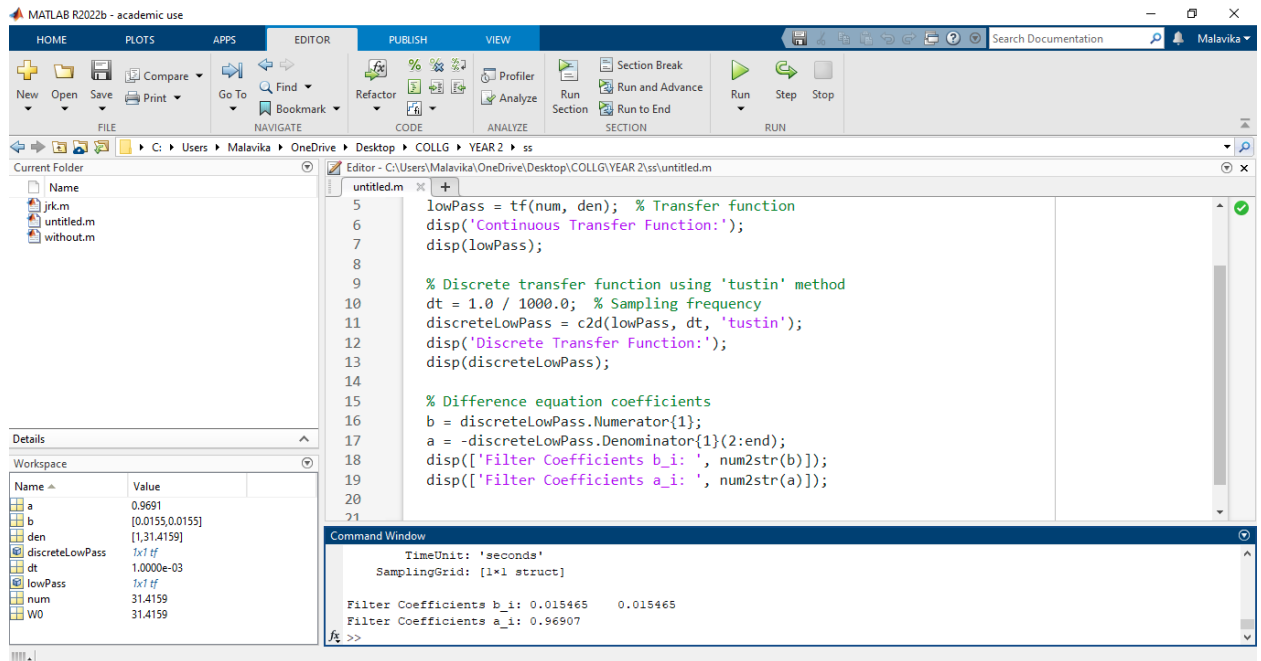 MATLAB R2022b - academic use
HOME PLOTS APPS EDITOR PUBLISH VIEW Search Documentation Malavika
New Open Save Compare Print Go To Find Bookmark Refactor Profiler Analyze Run Section Section Break Run and Advance Run to End Run Step Stop
FILE NAVIGATE CODE ANALYZE SECTION RUN
C: Users Malavika OneDrive Desktop COLLG YEAR 2 ss
Current Folder
Name
jrk.m
untitled.m
without.m
Details
Workspace
Name Value
a 0.9691
b [0.0155,0.0155]
den [1,31.4159]
discreteLowPass 1x1 tf
dt 1.0000e-03
lowPass 1x1 tf
num 31.4159
W0 31.4159
Editor - C:\Users\Malavika\OneDrive\Desktop\COLLG\YEAR 2\ss\untitled.m
untitled.m
5 lowPass = tf(num, den); % Transfer function
6 disp('Continuous Transfer Function:');
7 disp(lowPass);
8
9 % Discrete transfer function using 'tustin' method
10 dt = 1.0 / 1000.0; % Sampling frequency
11 discreteLowPass = c2d(lowPass, dt, 'tustin');
12 disp('Discrete Transfer Function:');
13 disp(discreteLowPass);
14
15 % Difference equation coefficients
16 b = discreteLowPass.Numerator{1};
17 a = -discreteLowPass.Denominator{1}(2:end);
18 disp(['Filter Coefficients b_i: ', num2str(b)]);
19 disp(['Filter Coefficients a_i: ', num2str(a)]);
20
21
Command Window
TimeUnit: 'seconds'
SamplingGrid: [1×1 struct]
Filter Coefficients b_i: 0.015465 0.015465
Filter Coefficients a_i: 0.96907
fx >>